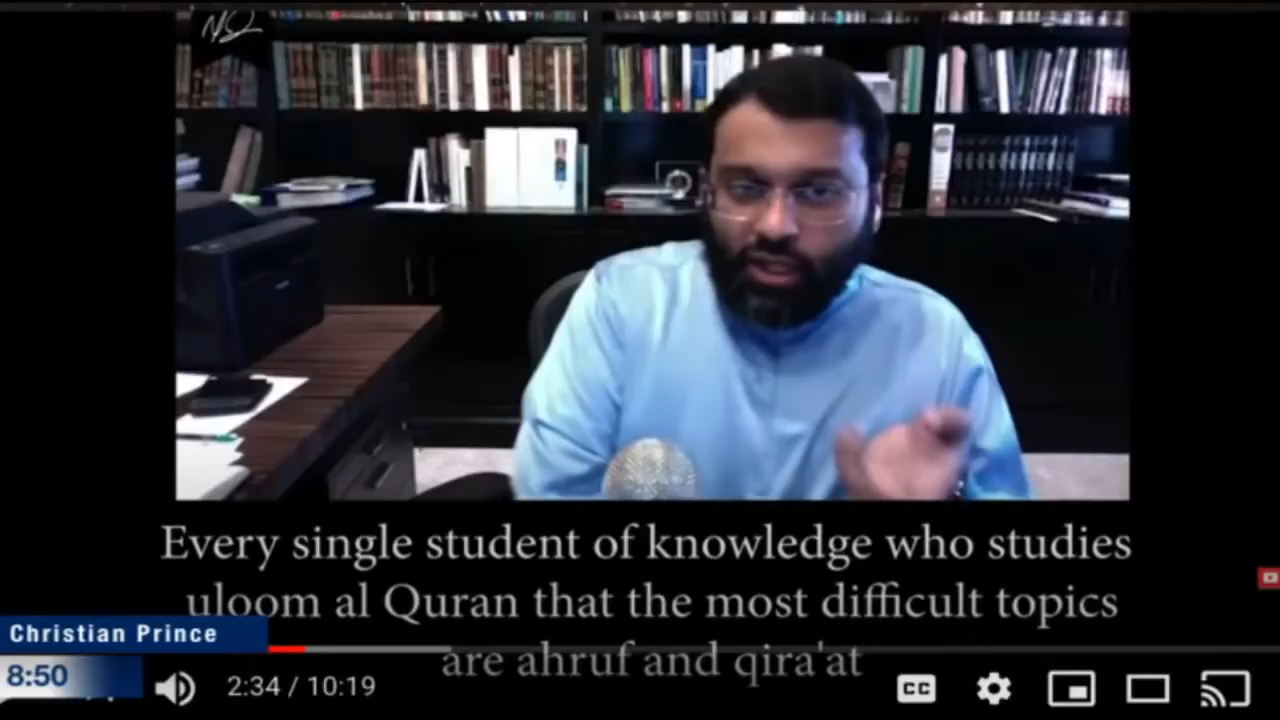 Every single student of knowledge who studies
uloom al Quran that the most difficult topics
are ahruf and qira'at
Christian Prince
8:50
2:34 / 10:19
CC